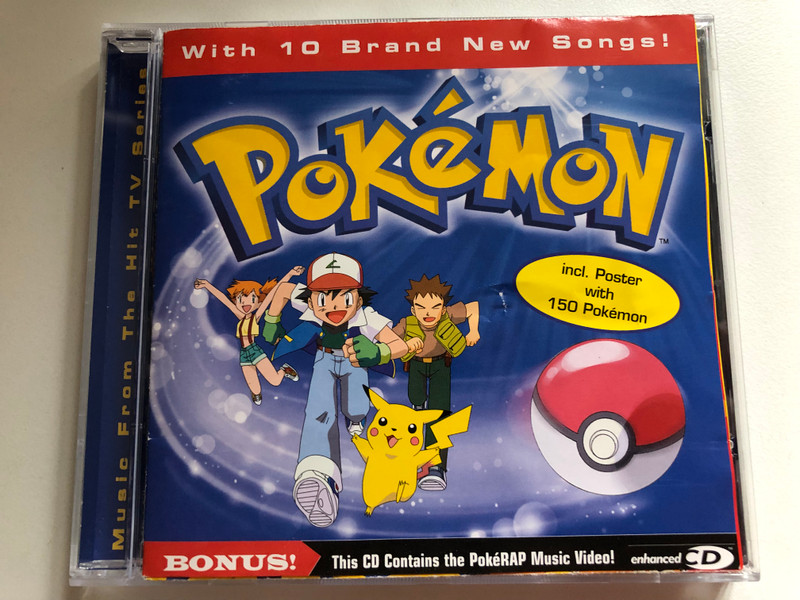 With 10 Brand New Songs!
POKéMON
™
incl. Poster
with
150 Pokémon
Music From The Hit TV Series
BONUS!
This CD Contains the PokéRAP Music Video!
enhanced CD